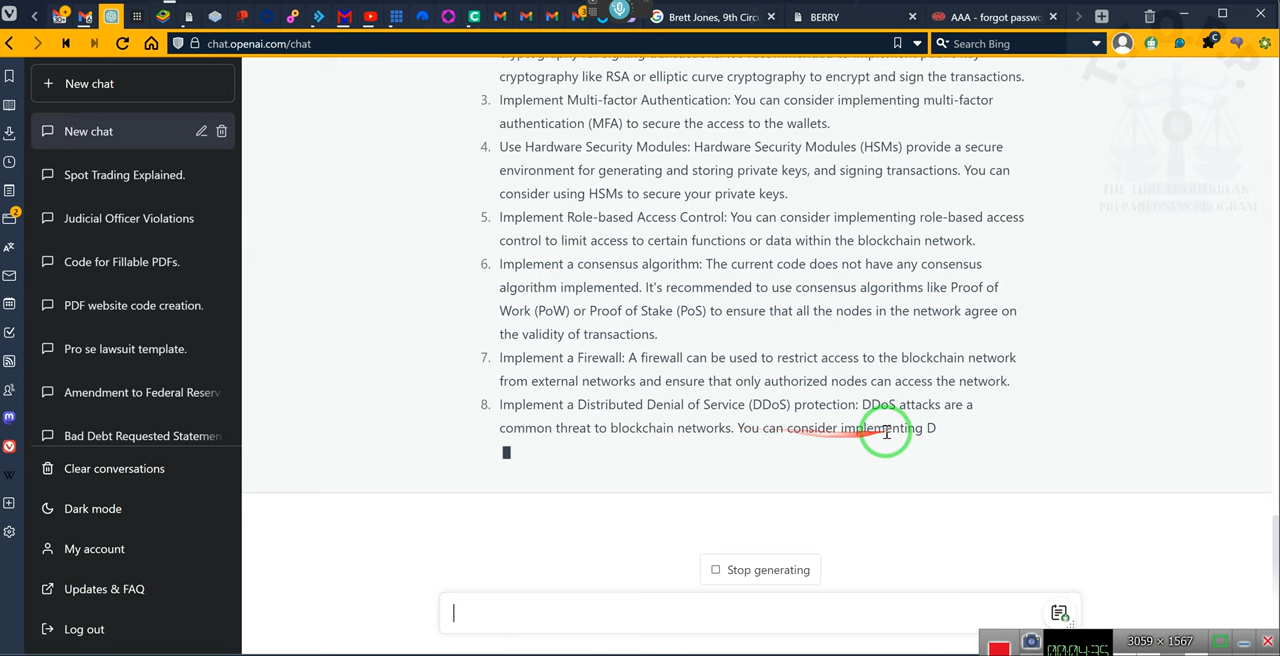 Brett Jones, 9th Circ
BERRY
AAA - forgot passw
chat.openai.com/chat
Search Bing
New chat
New chat
Spot Trading Explained.
Judicial Officer Violations
Code for Fillable PDFs.
PDF website code creation.
Pro se lawsuit template.
Amendment to Federal Reserv
Bad Debt Requested Statemen
Clear conversations
Dark mode
My account
Updates & FAQ
Log out
cryptography like RSA or elliptic curve cryptography to encrypt and sign the transactions.
3. Implement Multi-factor Authentication: You can consider implementing multi-factor
authentication (MFA) to secure the access to the wallets.
4. Use Hardware Security Modules: Hardware Security Modules (HSMs) provide a secure
environment for generating and storing private keys, and signing transactions. You can
consider using HSMs to secure your private keys.
5. Implement Role-based Access Control: You can consider implementing role-based access
control to limit access to certain functions or data within the blockchain network.
6. Implement a consensus algorithm: The current code does not have any consensus
algorithm implemented. It's recommended to use consensus algorithms like Proof of
Work (PoW) or Proof of Stake (PoS) to ensure that all the nodes in the network agree on
the validity of transactions.
7. Implement a Firewall: A firewall can be used to restrict access to the blockchain network
from external networks and ensure that only authorized nodes can access the network.
8. Implement a Distributed Denial of Service (DDoS) protection: DDoS attacks are a
common threat to blockchain networks. You can consider implementing D
Stop generating
T.H.O.R.P.
THE THREAT OUTBREAK
PREPAREDNESS PROGRAM
00:04:35
3059 × 1567